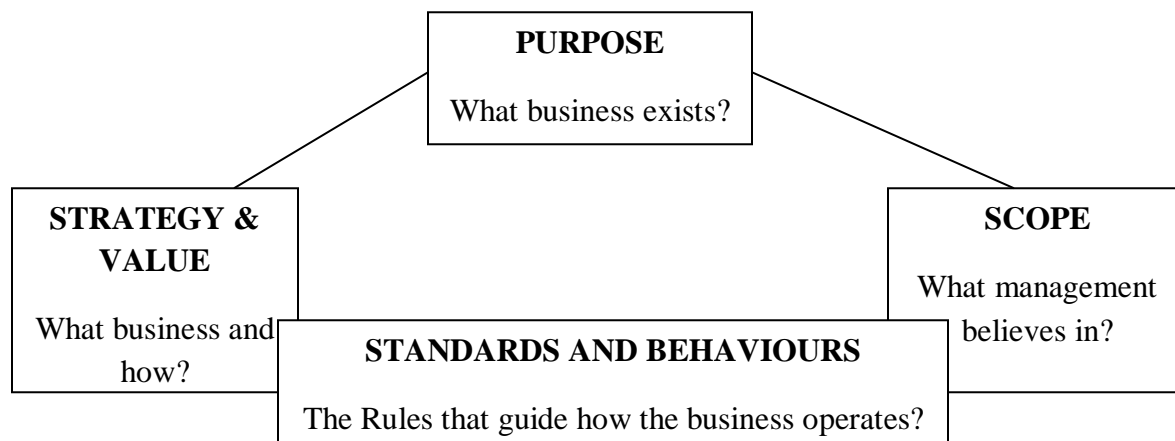 PURPOSE
What business exists?
STRATEGY &
VALUE
What business and
how?
SCOPE
What management
believes in?
STANDARDS AND BEHAVIOURS
The Rules that guide how the business operates?